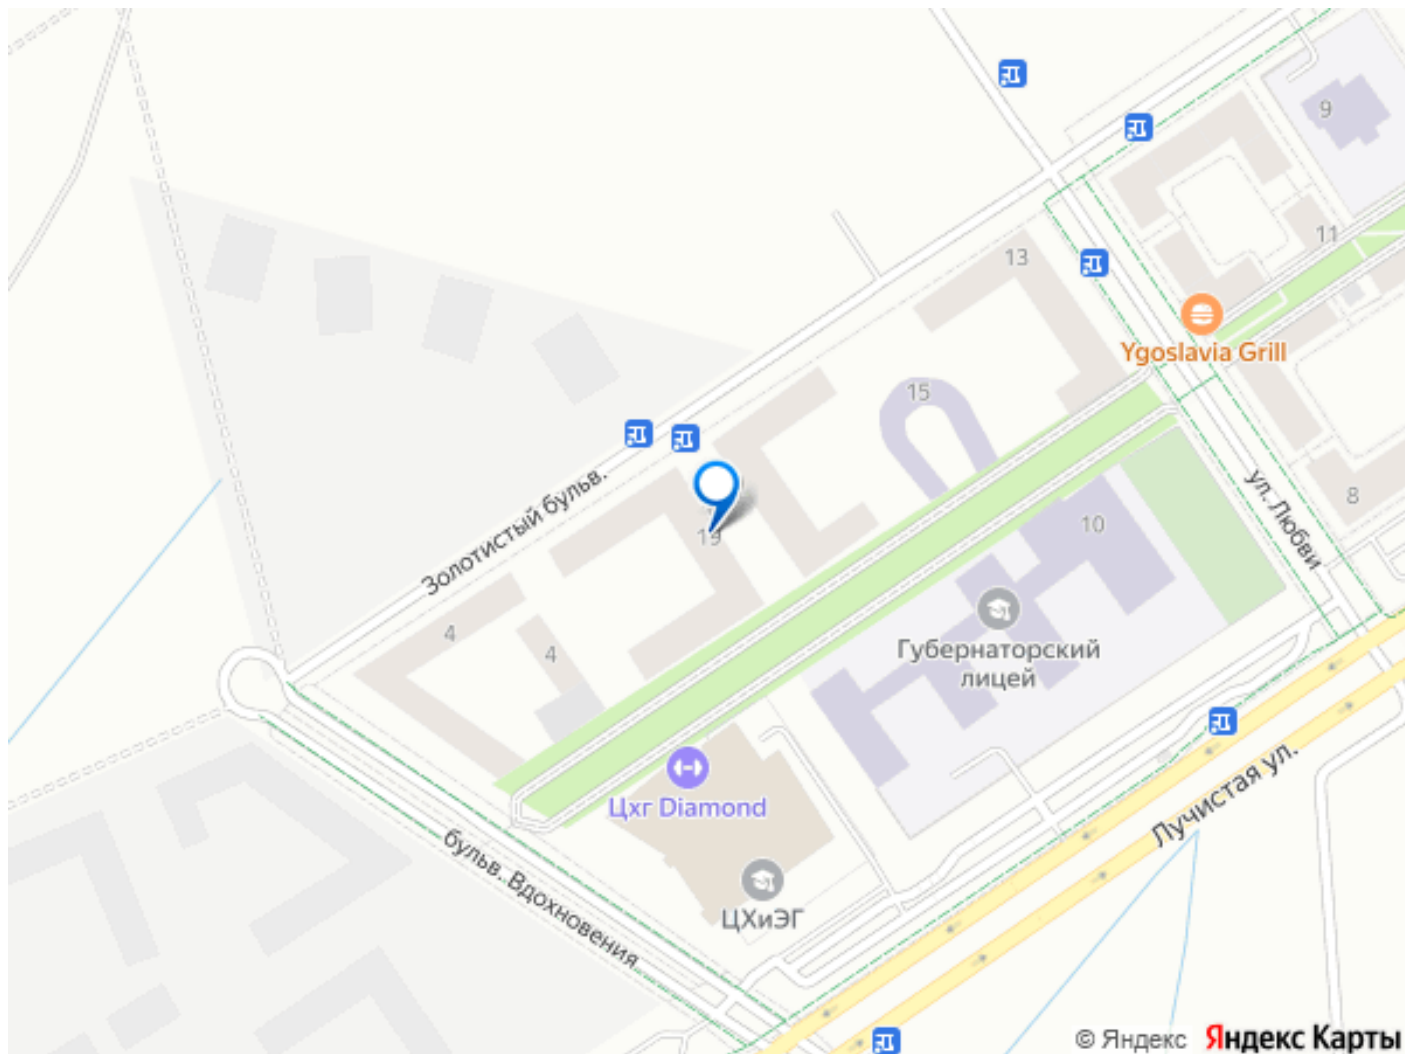 9
11
13
Ygoslavia Grill
15
ул. Любви
8
10
Золотистый бульв.
19
Губернаторский
лицей
4
4
Лучистая ул.
Цхг Diamond
бульв. Вдохновения
ЦХиЭГ
© Яндекс Яндекс Карты